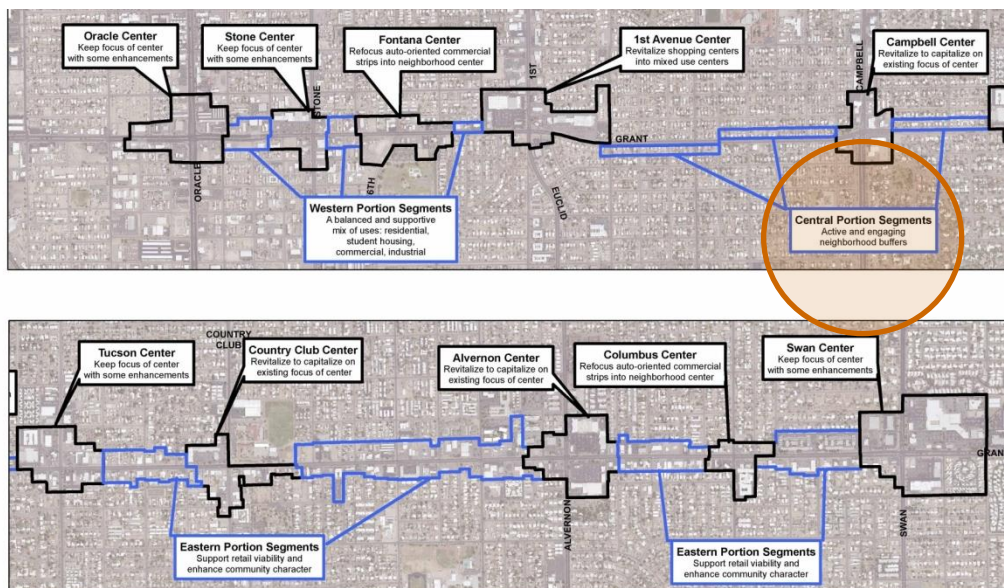 Oracle Center
Keep focus of center
with some enhancements
Stone Center
Keep focus of center
with some enhancements
Fontana Center
Refocus auto-oriented commercial
strips into neighborhood center
1ST
1st Avenue Center
Revitalize shopping centers
into mixed use centers
CAMPBELL
Campbell Center
Revitalize to capitalize on
existing focus of center
STONE
GRANT
ORACLE
6TH
EUCLID
Western Portion Segments
A balanced and supportive
mix of uses: residential,
student housing,
commercial, industrial
Central Portion Segments
Active and engaging
neighborhood buffers
COUNTRY
CLUB
Tucson Center
Keep focus of center
with some enhancements
Country Club Center
Revitalize to capitalize on
existing focus of center
Alvernon Center
Revitalize to capitalize on
existing focus of center
Columbus Center
Refocus auto-oriented commercial
strips into neighborhood center
Swan Center
Keep focus of center
with some enhancements
GRAN
ALVERNON
SWAN
Eastern Portion Segments
Support retail viability and
enhance community character
Eastern Portion Segments
Support retail viability and
enhance community character